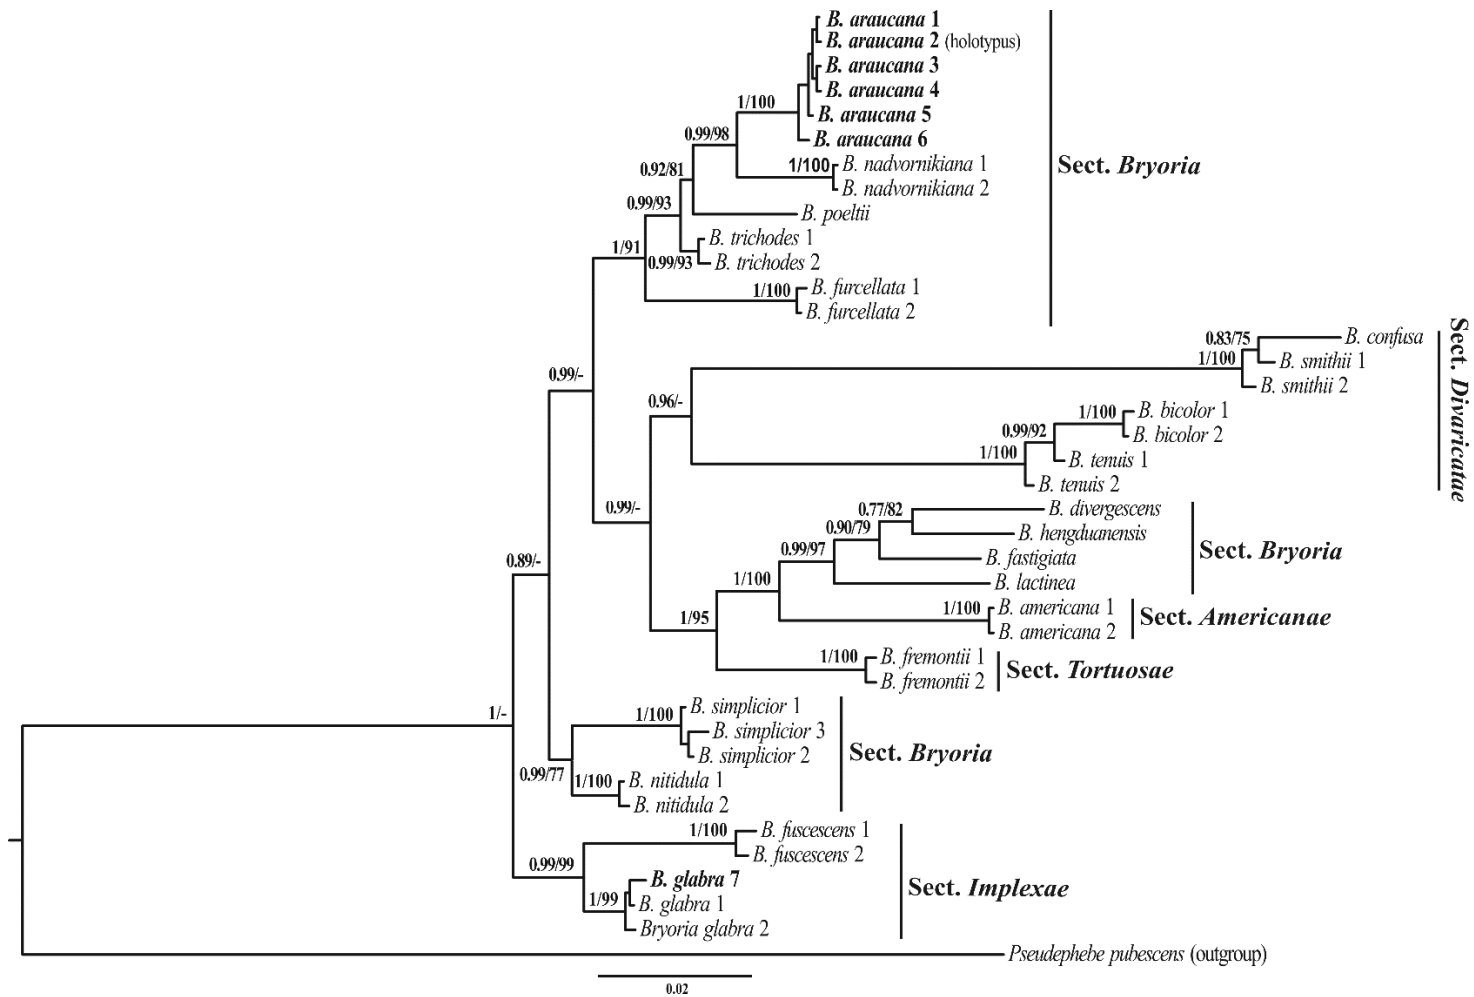 B. araucana 1
B. araucana 2 (holotypus)
B. araucana 3
B. araucana 4
1/100
B. araucana 5
0.99/98
B. araucana 6
0.92/81
1/100
B. nadvornikiana 1
Sect. Bryoria
B. nadvornikiana 2
0.99/93
B. poeltii
1/91
B. trichodes 1
0.99/93
B. trichodes 2
1/100
B. furcellata 1
B. furcellata 2
0.83/75
B. confusa
1/100
B. smithii 1
B. smithii 2
Sect. Divaricatae
0.99/-
0.96/-
1/100
B. bicolor 1
0.99/92
B. bicolor 2
1/100
B. tenuis 1
B. tenuis 2
0.99/-
0.77/82
B. divergescens
0.90/79
B. hengduanensis
0.99/97
B. fastigiata
Sect. Bryoria
0.89/-
1/100
B. lactinea
1/95
1/100
B. americana 1
B. americana 2
Sect. Americanae
1/100
B. fremontii 1
B. fremontii 2
Sect. Tortuosae
1/-
1/100
B. simplicior 1
B. simplicior 3
B. simplicior 2
Sect. Bryoria
0.99/77
1/100
B. nitidula 1
B. nitidula 2
1/100
B. fuscescens 1
B. fuscescens 2
0.99/99
B. glabra 7
Sect. Implexae
1/99
B. glabra 1
Bryoria glabra 2
Pseudephebe pubescens (outgroup)
0.02